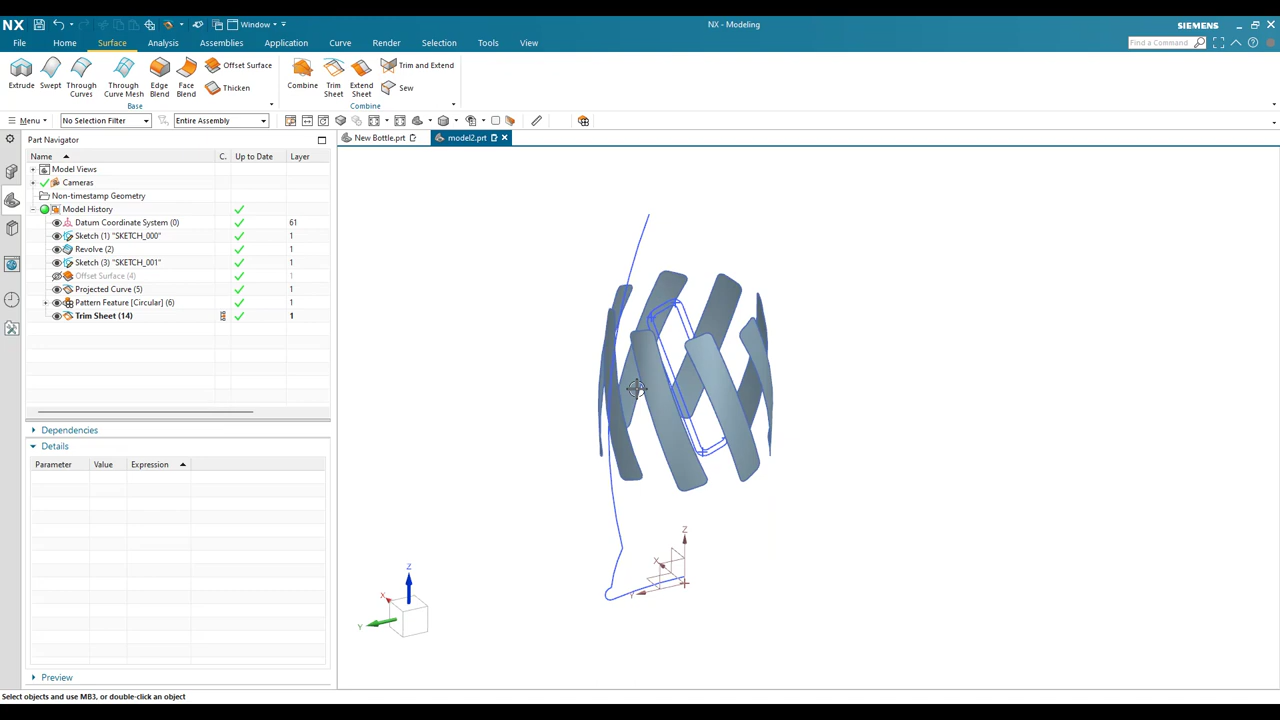 NX
Window
NX - Modeling
SIEMENS
File
Home
Surface
Analysis
Assemblies
Application
Curve
Render
Selection
Tools
View
Find a Command
Extrude
Swept
Through Curves
Through Curve Mesh
Edge Blend
Face Blend
Offset Surface
Thicken
Base
Combine
Trim Sheet
Extend Sheet
Trim and Extend
Sew
Combine
Menu
No Selection Filter
Entire Assembly
Part Navigator
New Bottle.prt
model2.prt
Name
C.
Up to Date
Layer
Model Views
Cameras
Non-timestamp Geometry
Model History
Datum Coordinate System (0) 61
Sketch (1) "SKETCH_000" 1
Revolve (2) 1
Sketch (3) "SKETCH_001" 1
Offset Surface (4) 1
Projected Curve (5) 1
Pattern Feature [Circular] (6) 1
Trim Sheet (14) 1
Dependencies
Details
Parameter
Value
Expression
Preview
Z
X
Y
Z
X
Y
Select objects and use MB3, or double-click an object